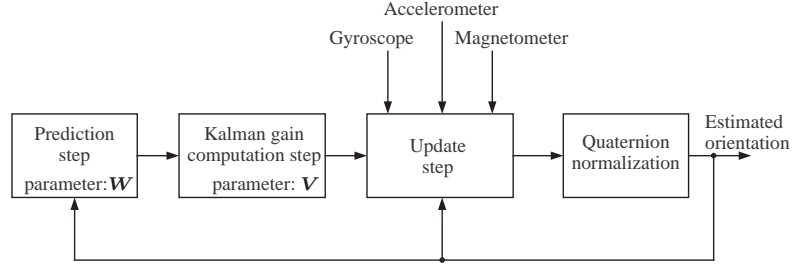 Accelerometer
Gyroscope
Magnetometer
Prediction
step
parameter: W
Kalman gain
computation step
parameter: V
Update
step
Quaternion
normalization
Estimated
orientation